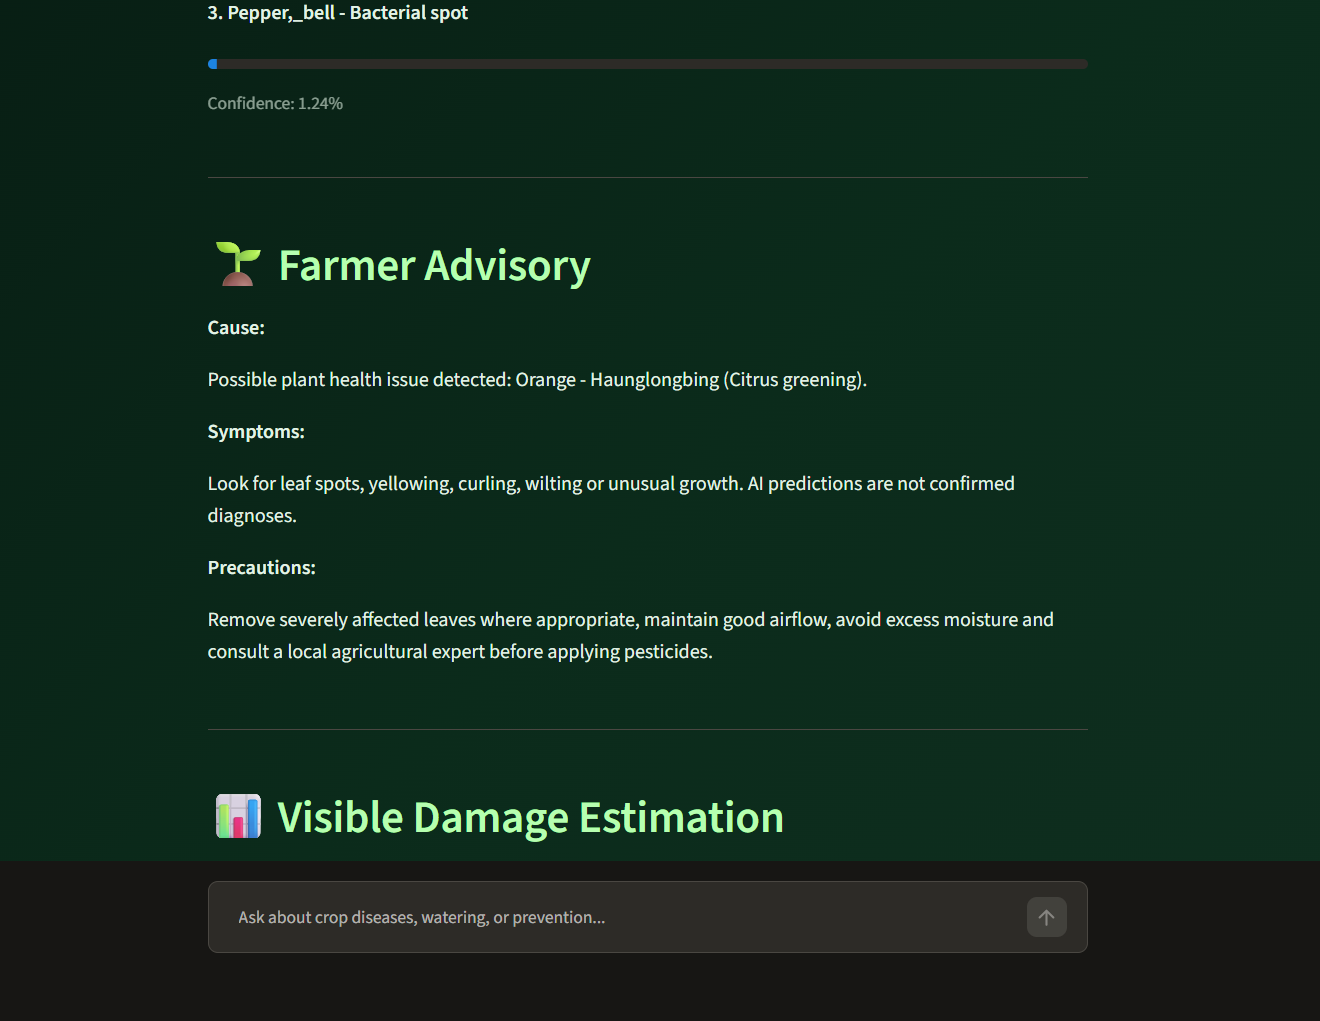 3. Pepper,_bell - Bacterial spot
Confidence: 1.24%
Farmer Advisory
Cause:
Possible plant health issue detected: Orange - Haunglongbing (Citrus greening).
Symptoms:
Look for leaf spots, yellowing, curling, wilting or unusual growth. AI predictions are not confirmed
diagnoses.
Precautions:
Remove severely affected leaves where appropriate, maintain good airflow, avoid excess moisture and
consult a local agricultural expert before applying pesticides.
Visible Damage Estimation
Ask about crop diseases, watering, or prevention...